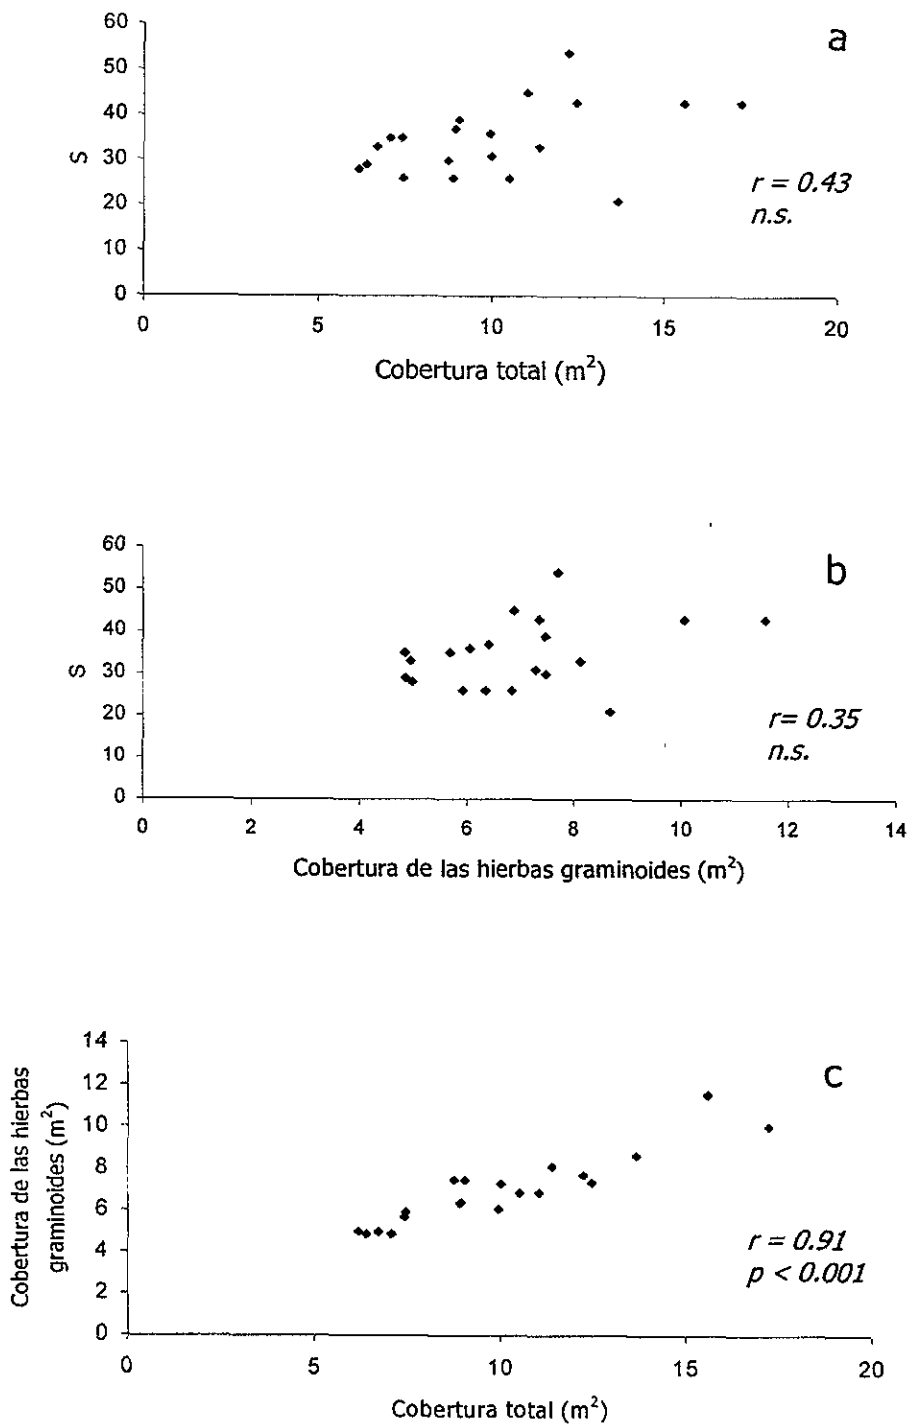 a
60
50
40
30
20
10
0
S
0 5 10 15 20
r = 0.43
n.s.
Cobertura total (m²)
b
60
50
40
30
20
10
0
S
0 2 4 6 8 10 12 14
r= 0.35
n.s.
Cobertura de las hierbas graminoides (m²)
c
14
12
10
8
6
4
2
0
Cobertura de las hierbas
graminoides (m²)
0 5 10 15 20
r = 0.91
p < 0.001
Cobertura total (m²)